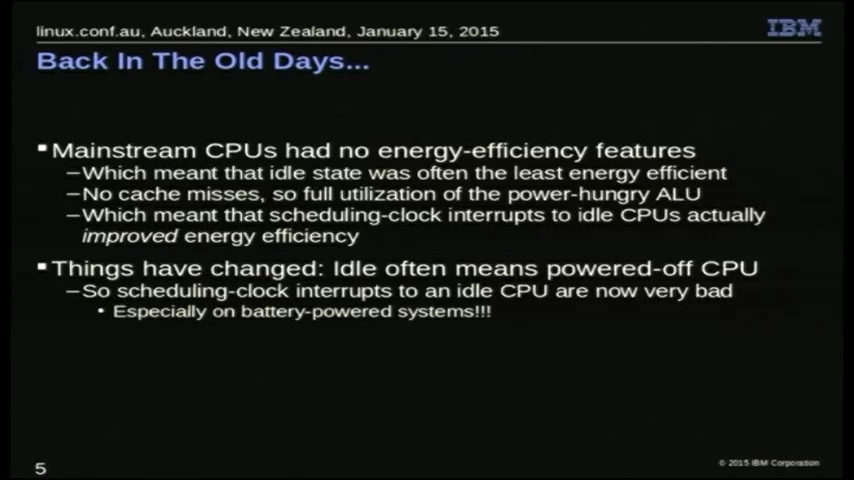 linux.conf.au, Auckland, New Zealand, January 15, 2015
IBM
Back In The Old Days...
▪Mainstream CPUs had no energy-efficiency features
–Which meant that idle state was often the least energy efficient
–No cache misses, so full utilization of the power-hungry ALU
–Which meant that scheduling-clock interrupts to idle CPUs actually
improved energy efficiency
▪Things have changed: Idle often means powered-off CPU
–So scheduling-clock interrupts to an idle CPU are now very bad
• Especially on battery-powered systems!!!
5
© 2015 IBM Corporation